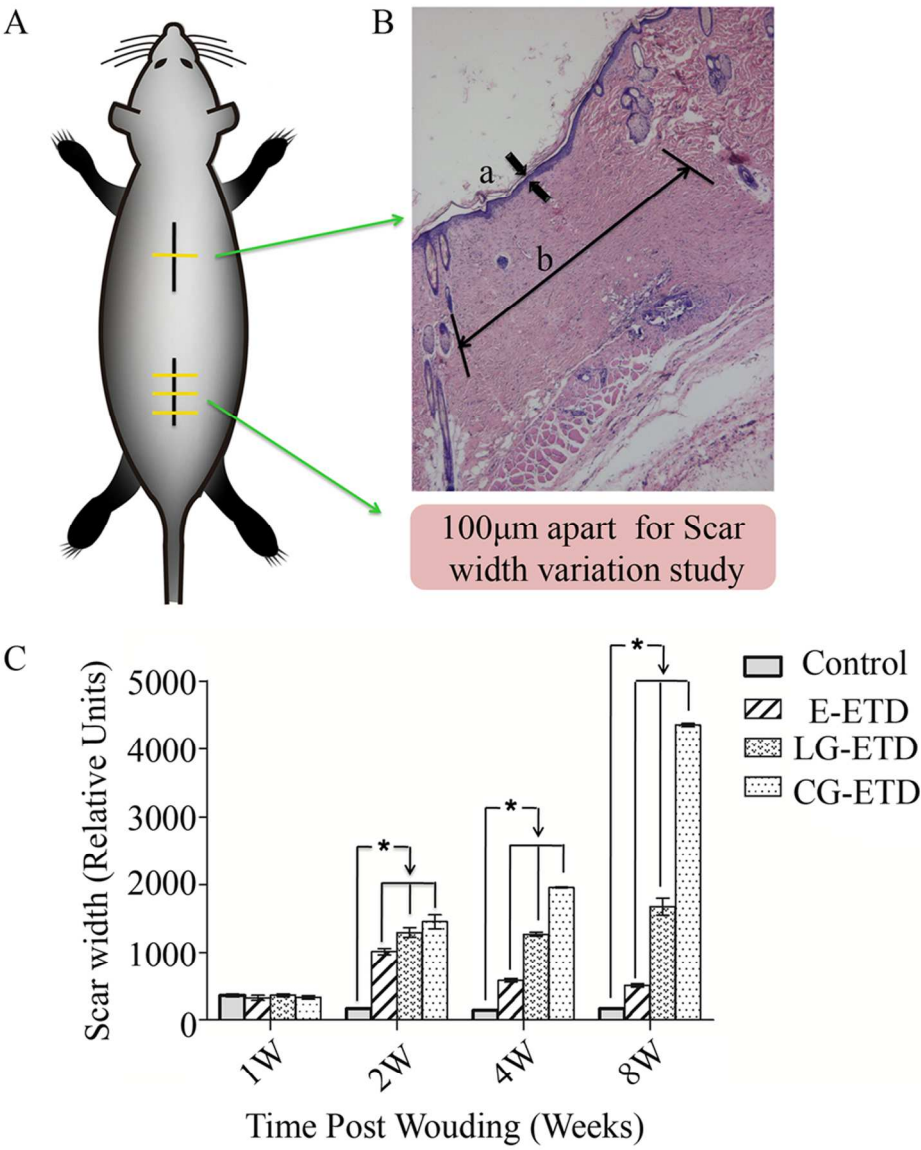 A
B
a
b
100μm apart for Scar
width variation study
C
Scar width (Relative Units)
5000
4000
3000
2000
1000
0
*
*
*
1W
2W
4W
8W
Time Post Wouding (Weeks)
Control
E-ETD
LG-ETD
CG-ETD